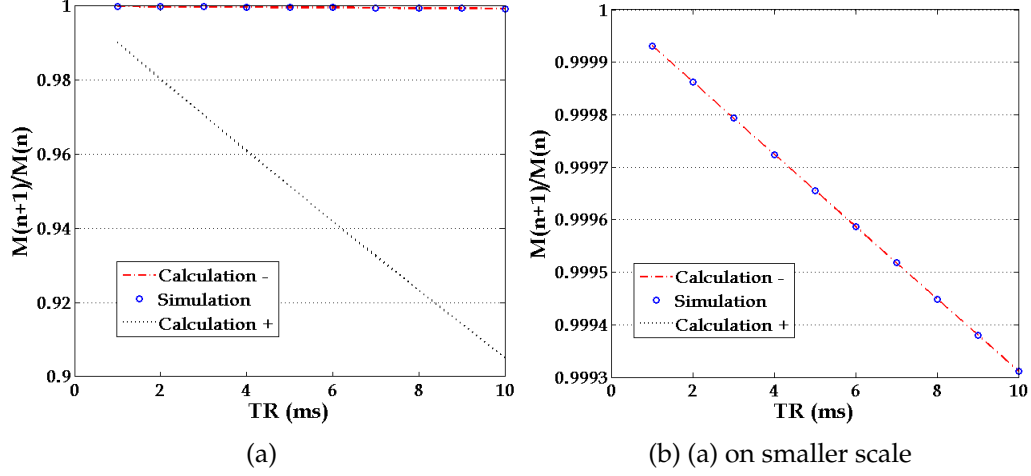 1
0.98
0.96
0.94
0.92
0.9
M(n+1)/M(n)
Calculation -
Simulation
Calculation +
0 2 4 6 8 10
TR (ms)
(a)
1
0.9999
0.9998
0.9997
0.9996
0.9995
0.9994
0.9993
M(n+1)/M(n)
Calculation -
Simulation
Calculation +
0 2 4 6 8 10
TR (ms)
(b) (a) on smaller scale